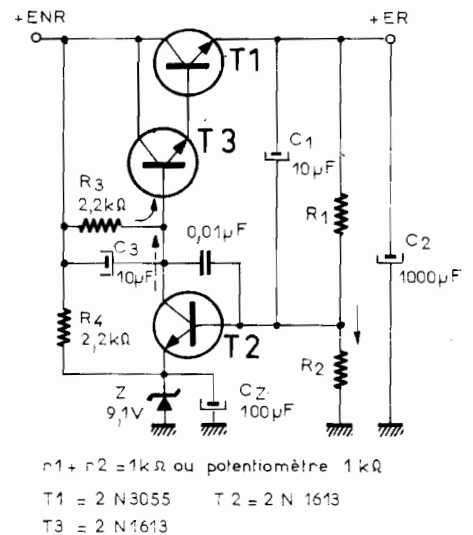 +ENR
+ER
T1
T3
C1
10µF
R3
2,2kΩ
R1
C2
1000µF
0,01µF
C3
10µF
R4
2,2kΩ
T2
R2
Z
9,1V
CZ
100µF
r1 + r2 = 1kΩ ou potentiomètre 1kΩ
T1 = 2 N3055 T2 = 2 N 1613
T3 = 2 N1613